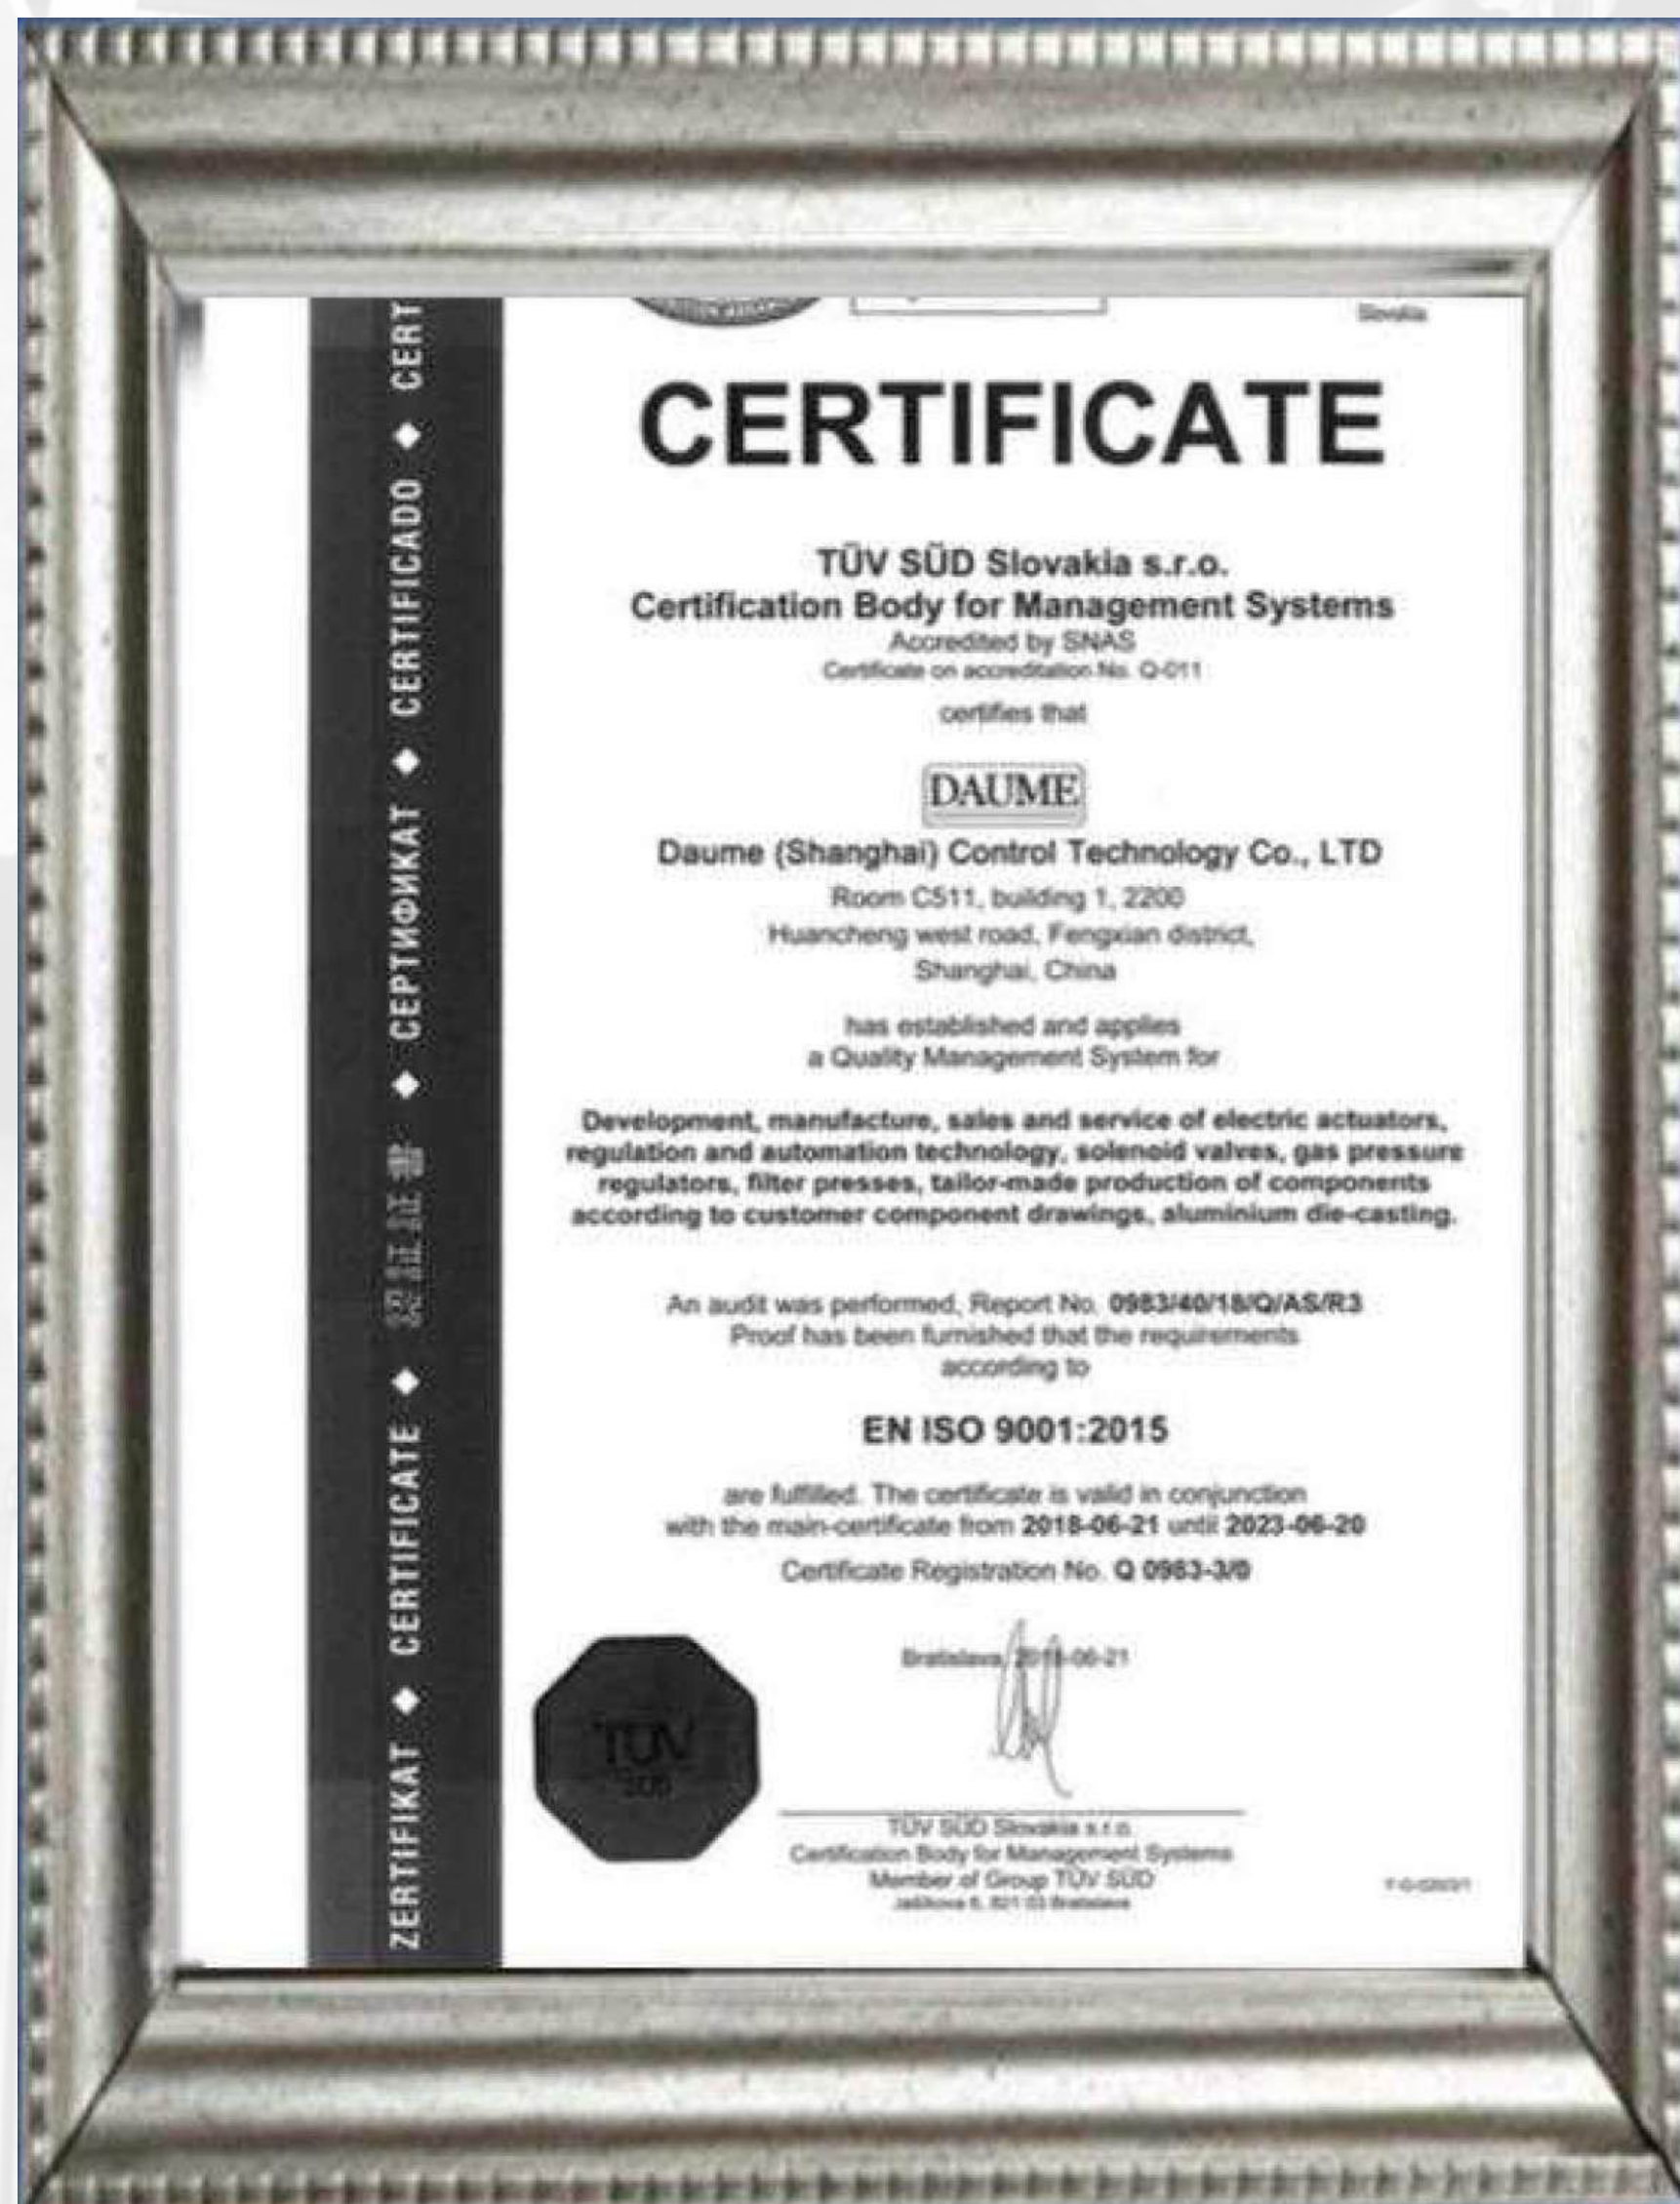 Slovakia
CERTIFICATE
TÜV SÜD Slovakia s.r.o.
Certification Body for Management Systems
Accredited by SNAS
Certificate on accreditation No. Q-011
certifies that
DAUME
Daume (Shanghai) Control Technology Co., LTD
Room C511, building 1, 2200
Huancheng west road, Fengxian district,
Shanghai, China
has established and applies
a Quality Management System for
Development, manufacture, sales and service of electric actuators,
regulation and automation technology, solenoid valves, gas pressure
regulators, filter presses, tailor-made production of components
according to customer component drawings, aluminium die-casting.
An audit was performed, Report No. 0983/40/18/Q/AS/R3
Proof has been furnished that the requirements
according to
EN ISO 9001:2015
are fulfilled. The certificate is valid in conjunction
with the main-certificate from 2018-06-21 until 2023-06-20
Certificate Registration No. Q 0983-3/0
Bratislava, 2018-06-21
TÜV
SÜD
TÜV SÜD Slovakia s.r.o.
Certification Body for Management Systems
Member of Group TÜV SÜD
Jašíkova 6, 821 03 Bratislava
ZERTIFIKAT ◆ CERTIFICATE ◆ 認証証書 ◆ СЕРТИФИКАТ ◆ CERTIFICADO ◆ CERT